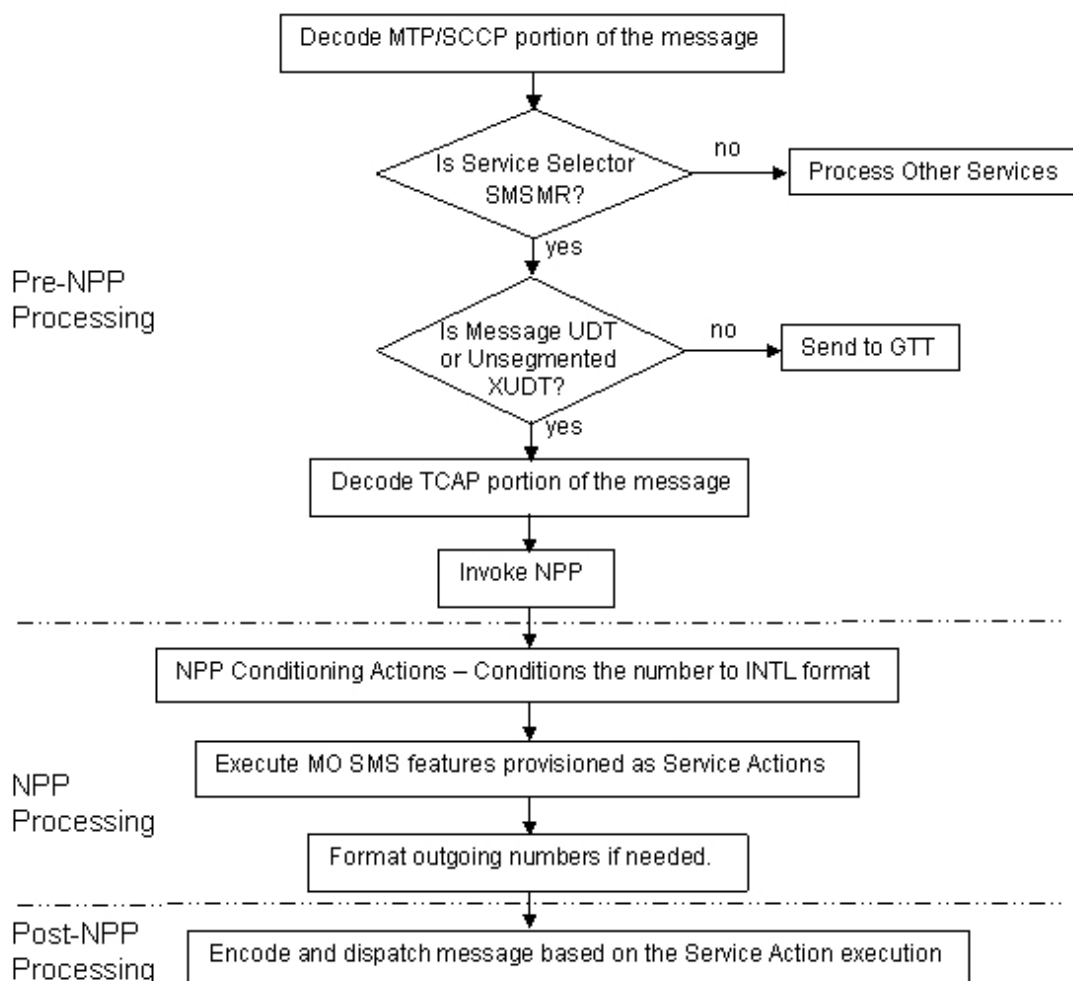 Decode MTP/SCCP portion of the message
Is Service Selector
SMSMR?
no
Process Other Services
yes
Pre-NPP
Processing
Is Message UDT
or Unsegmented
XUDT?
no
Send to GTT
yes
Decode TCAP portion of the message
Invoke NPP
NPP Conditioning Actions – Conditions the number to INTL format
Execute MO SMS features provisioned as Service Actions
NPP
Processing
Format outgoing numbers if needed.
Post-NPP
Processing
Encode and dispatch message based on the Service Action execution